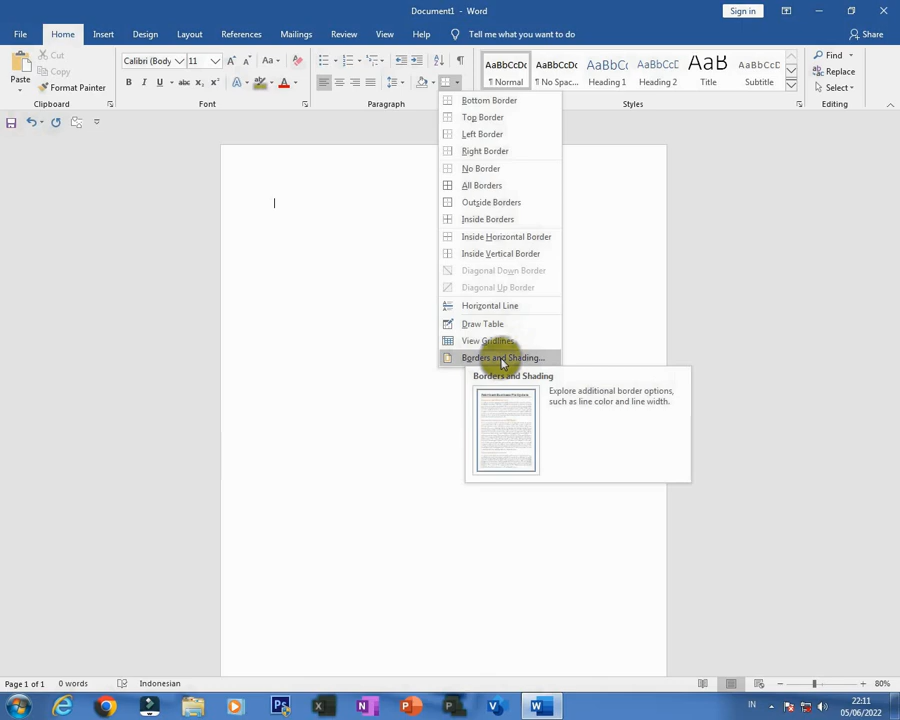 Document1 - Word
Sign in
File Home Insert Design Layout References Mailings Review View Help Tell me what you want to do Share
Paste
Cut
Copy
Format Painter
Calibri (Body 11
Aa
B I U abc x₂ x²
AaBbCcDc AaBbCcDc AaBbCc AaBbCcC AaB AaBbCcD
¶ Normal ¶ No Spac... Heading 1 Heading 2 Title Subtitle
Find
Replace
Select
Clipboard Font Paragraph Styles Editing
Bottom Border
Top Border
Left Border
Right Border
No Border
All Borders
Outside Borders
Inside Borders
Inside Horizontal Border
Inside Vertical Border
Diagonal Down Border
Diagonal Up Border
Horizontal Line
Draw Table
View Gridlines
Borders and Shading...
Borders and Shading
Explore additional border options,
such as line color and line width.
Page 1 of 1 0 words Indonesian 80%
IN
22:11
05/06/2022